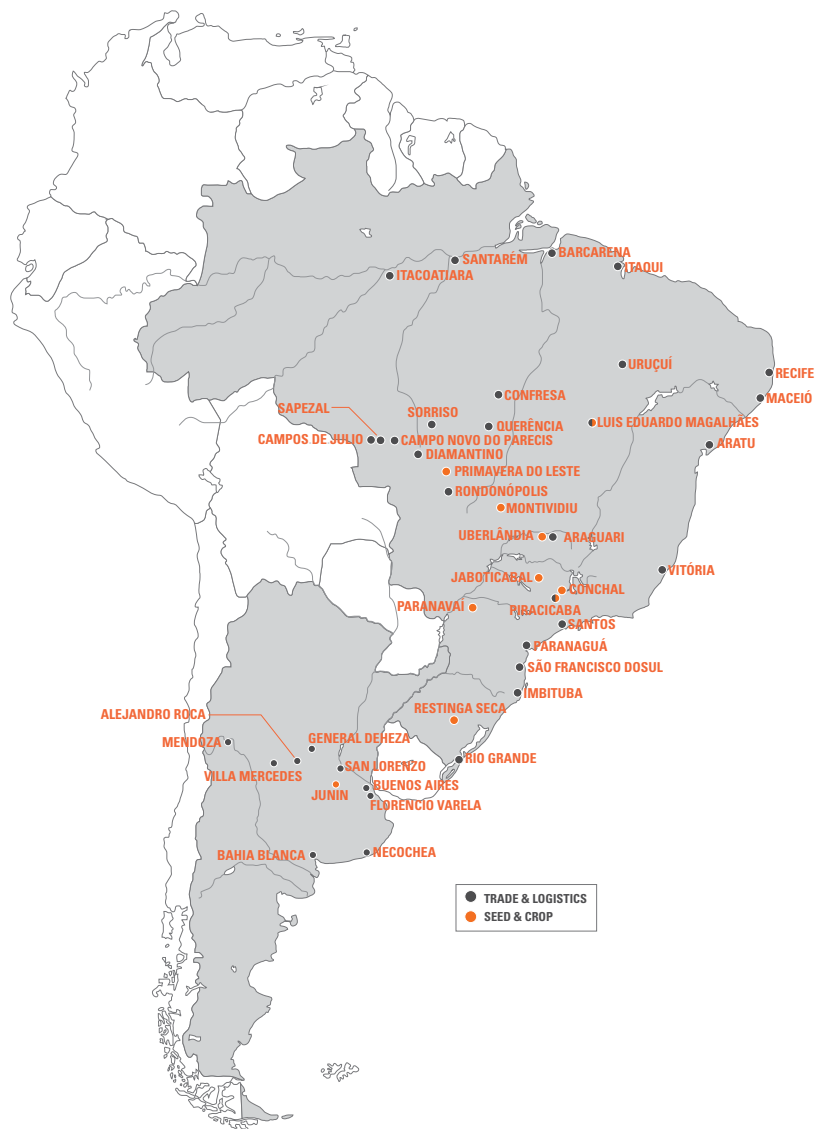 BARCARENA
SANTARÉM
ITAQUI
ITACOATIARA
URUÇUÍ
RECIFE
CONFRESA
MACEIÓ
SAPEZAL
SORRISO
LUIS EDUARDO MAGALHÃES
QUERÊNCIA
CAMPOS DE JULIO
CAMPO NOVO DO PARECIS
ARATU
DIAMANTINO
PRIMAVERA DO LESTE
RONDONÓPOLIS
MONTIVIDIU
UBERLÂNDIA
ARAGUARI
VITÓRIA
JABOTICABAL
CONCHAL
PARANAVAÍ
PIRACICABA
SANTOS
PARANAGUÁ
SÃO FRANCISCO DOSUL
IMBITUBA
RESTINGA SECA
ALEJANDRO ROCA
GENERAL DEHEZA
MENDOZA
RIO GRANDE
SAN LORENZO
VILLA MERCEDES
BUENOS AIRES
JUNIN
FLORENCIO VARELA
BAHIA BLANCA
NECOCHEA
TRADE & LOGISTICS
SEED & CROP